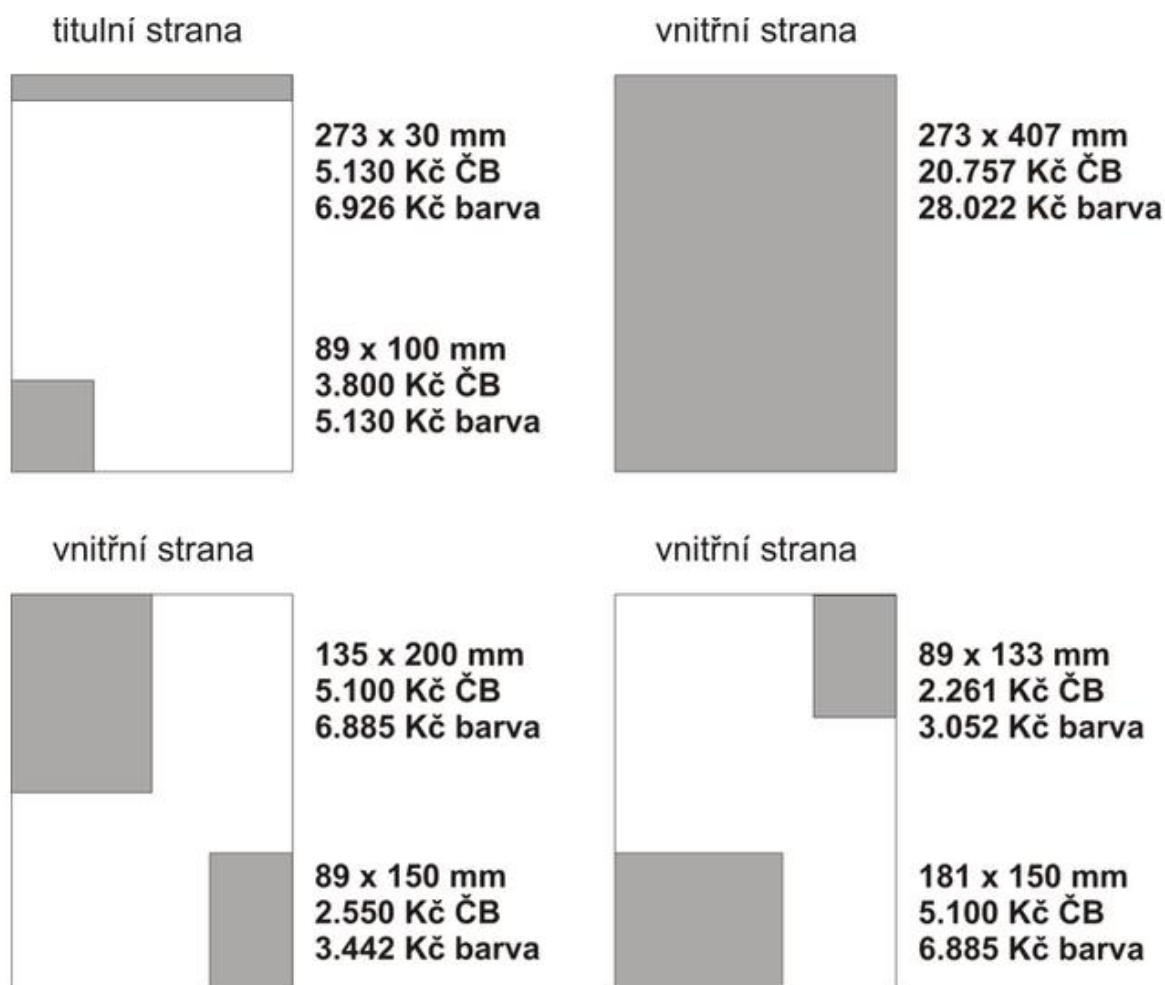 titulní strana
273 x 30 mm
5.130 Kč ČB
6.926 Kč barva
89 x 100 mm
3.800 Kč ČB
5.130 Kč barva
vnitřní strana
273 x 407 mm
20.757 Kč ČB
28.022 Kč barva
vnitřní strana
135 x 200 mm
5.100 Kč ČB
6.885 Kč barva
89 x 150 mm
2.550 Kč ČB
3.442 Kč barva
vnitřní strana
89 x 133 mm
2.261 Kč ČB
3.052 Kč barva
181 x 150 mm
5.100 Kč ČB
6.885 Kč barva